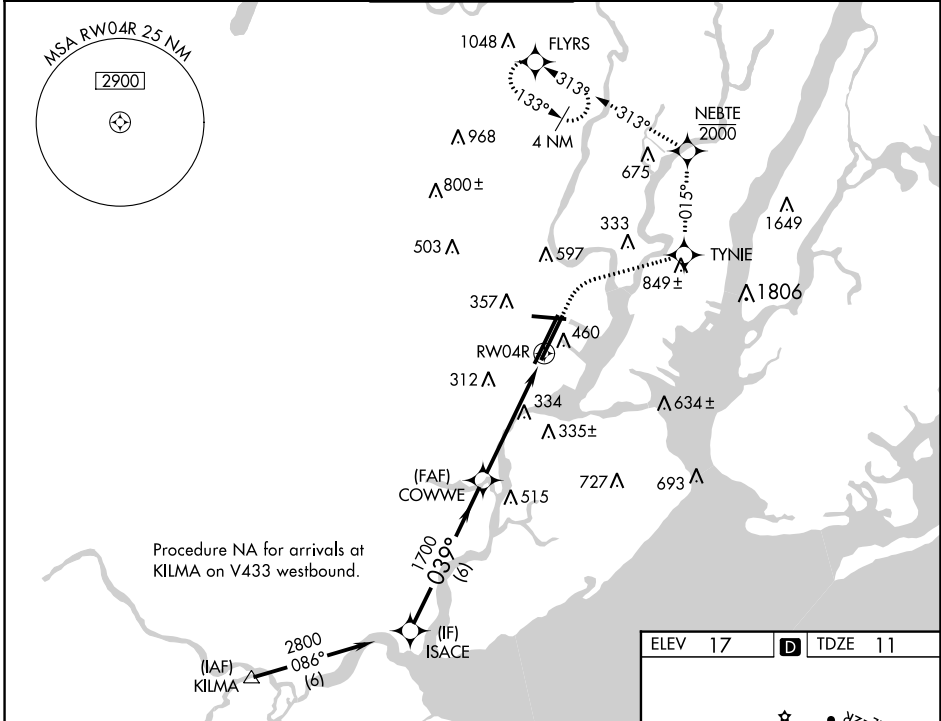 MSA RW04R 25 NM
2900
1048
FLYRS
313°
133°
4 NM
313°
NEBTE
2000
968
675
015°
800±
1649
503
597
333
TYNIE
849±
1806
357
460
RW04R
312
334
634±
335±
(FAF)
COWWE
515
727
693
Procedure NA for arrivals at
KILMA on V433 westbound.
1700
039°
(6)
(IF)
ISACE
2800
086°
(6)
(IAF)
KILMA
ELEV 17
D
TDZE 11